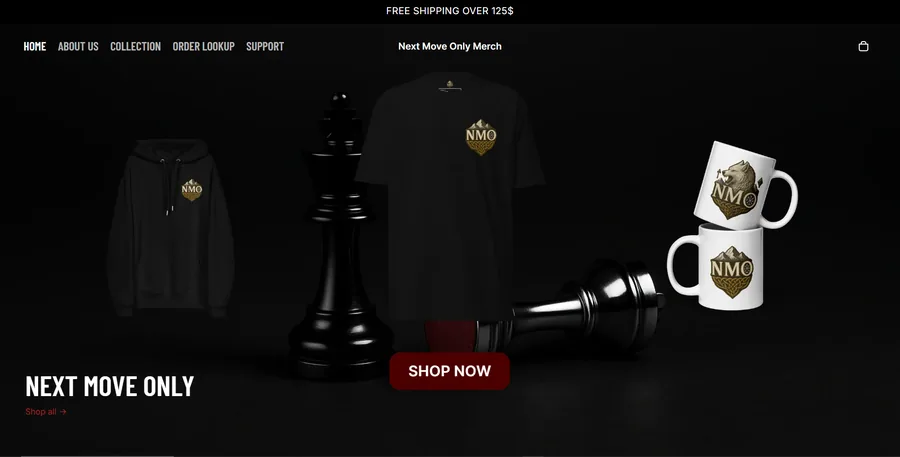 FREE SHIPPING OVER 125$
HOME ABOUT US COLLECTION ORDER LOOKUP SUPPORT
Next Move Only Merch
NMO
NMO
NMO
NMO
SHOP NOW
NEXT MOVE ONLY
Shop all →